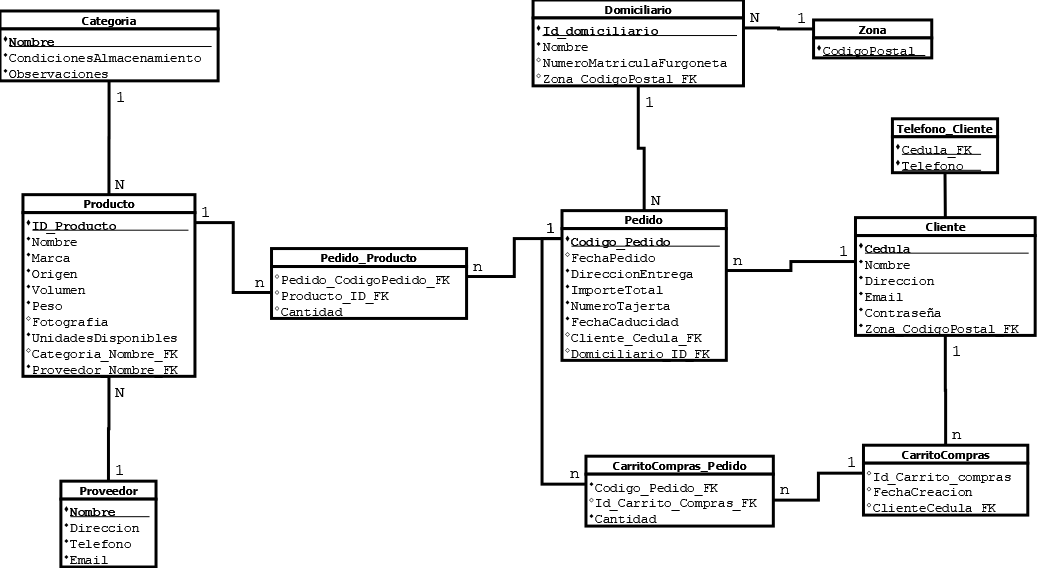 Categoria
Nombre
CondicionesAlmacenamiento
Observaciones
1
N
Domiciliario
Id_domiciliario
Nombre
NumeroMatriculaFurgoneta
Zona_CodigoPostal_FK
N
1
1
N
Zona
CodigoPostal
Telefono_Cliente
Cedula_FK
Telefono
Producto
ID_Producto
Nombre
Marca
Origen
Volumen
Peso
Fotografia
UnidadesDisponibles
Categoria_Nombre_FK
Proveedor_Nombre_FK
1
n
N
1
Pedido_Producto
Pedido_CodigoPedido_FK
Producto_ID_FK
Cantidad
n
1
Pedido
Codigo_Pedido
FechaPedido
DireccionEntrega
ImporteTotal
NumeroTajerta
FechaCaducidad
Cliente_Cedula_FK
Domiciliario_ID_FK
n
1
Cliente
Cedula
Nombre
Direccion
Email
Contraseña
Zona_CodigoPostal_FK
1
n
Proveedor
Nombre
Direccion
Telefono
Email
n
CarritoCompras_Pedido
Codigo_Pedido_FK
Id_Carrito_Compras_FK
Cantidad
n
1
CarritoCompras
Id_Carrito_compras
FechaCreacion
ClienteCedula_FK